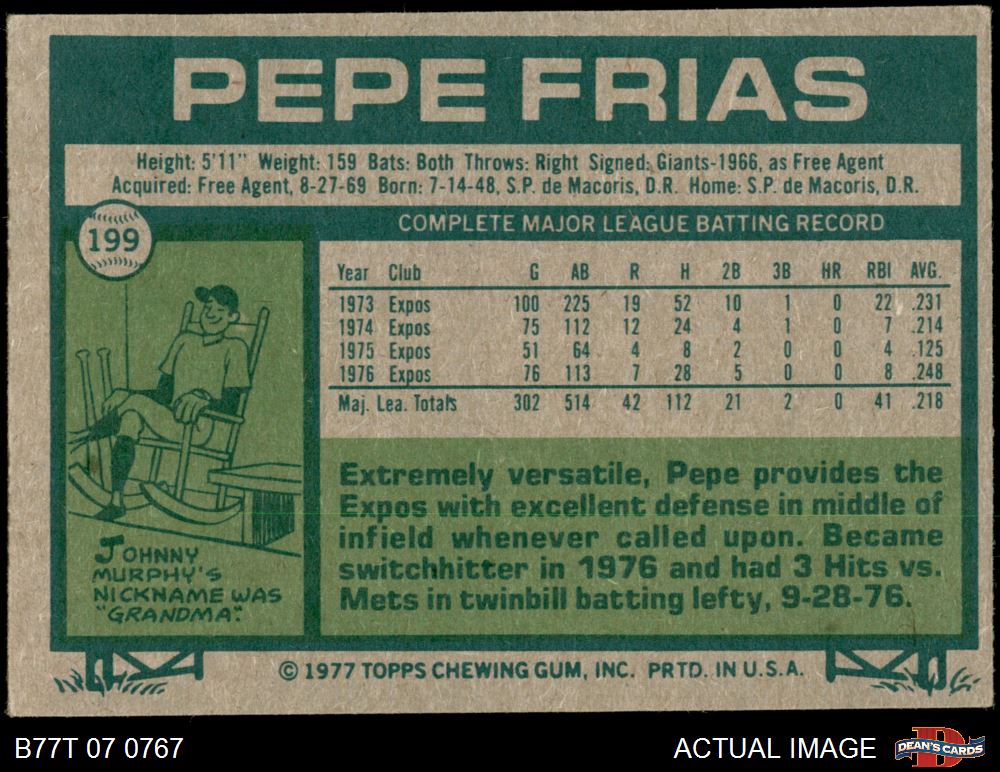 PEPE FRIAS
Height: 5'11" Weight: 159 Bats: Both Throws: Right Signed: Giants-1966, as Free Agent
Acquired: Free Agent, 8-27-69 Born: 7-14-48, S.P. de Macoris, D.R. Home: S.P. de Macoris, D.R.
199
COMPLETE MAJOR LEAGUE BATTING RECORD
Year Club G AB R H 2B 3B HR RBI AVG.
1973 Expos 100 225 19 52 10 1 0 22 .231
1974 Expos 75 112 12 24 4 1 0 7 .214
1975 Expos 51 64 4 8 2 0 0 4 .125
1976 Expos 76 113 7 28 5 0 0 8 .248
Maj. Lea. Totals 302 514 42 112 21 2 0 41 .218
JOHNNY
MURPHY'S
NICKNAME WAS
"GRANDMA".
Extremely versatile, Pepe provides the
Expos with excellent defense in middle of
infield whenever called upon. Became
switchhitter in 1976 and had 3 Hits vs.
Mets in twinbill batting lefty, 9-28-76.
© 1977 TOPPS CHEWING GUM, INC. PRTD. IN U.S.A.
B77T 07 0767
ACTUAL IMAGE
D
DEAN'S CARDS